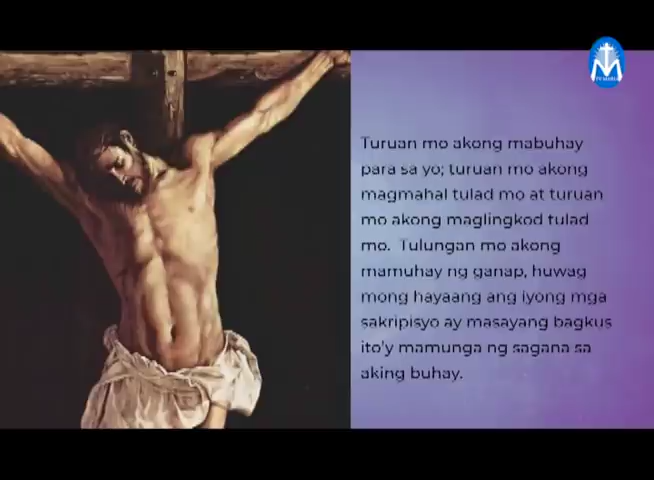 TV MARIA
Turuan mo akong mabuhay
para sa yo; turuan mo akong
magmahal tulad mo at turuan
mo akong maglingkod tulad
mo. Tulungan mo akong
mamuhay ng ganap, huwag
mong hayaang ang iyong mga
sakripisyo ay masayang bagkus
ito'y mamunga ng sagana sa
aking buhay.